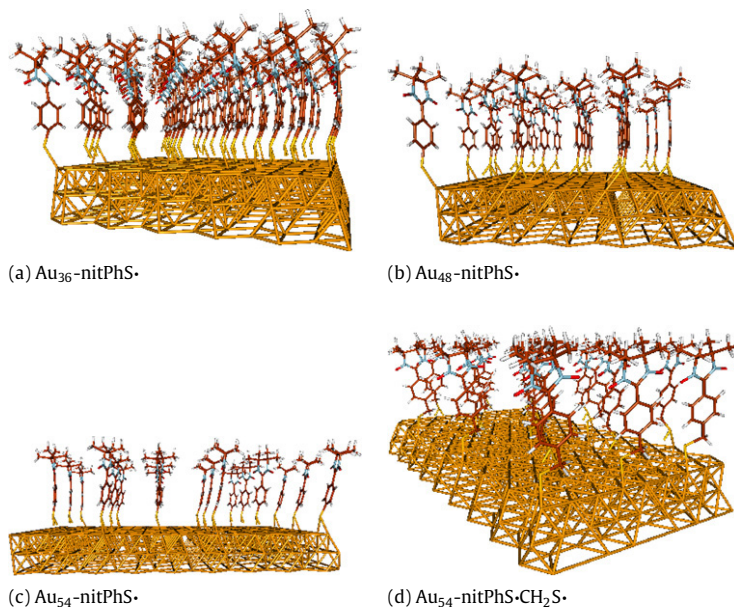 (a) Au₃₆-nitPhS•
(b) Au₄₈-nitPhS•
(c) Au₅₄-nitPhS•
(d) Au₅₄-nitPhS•CH₂S•